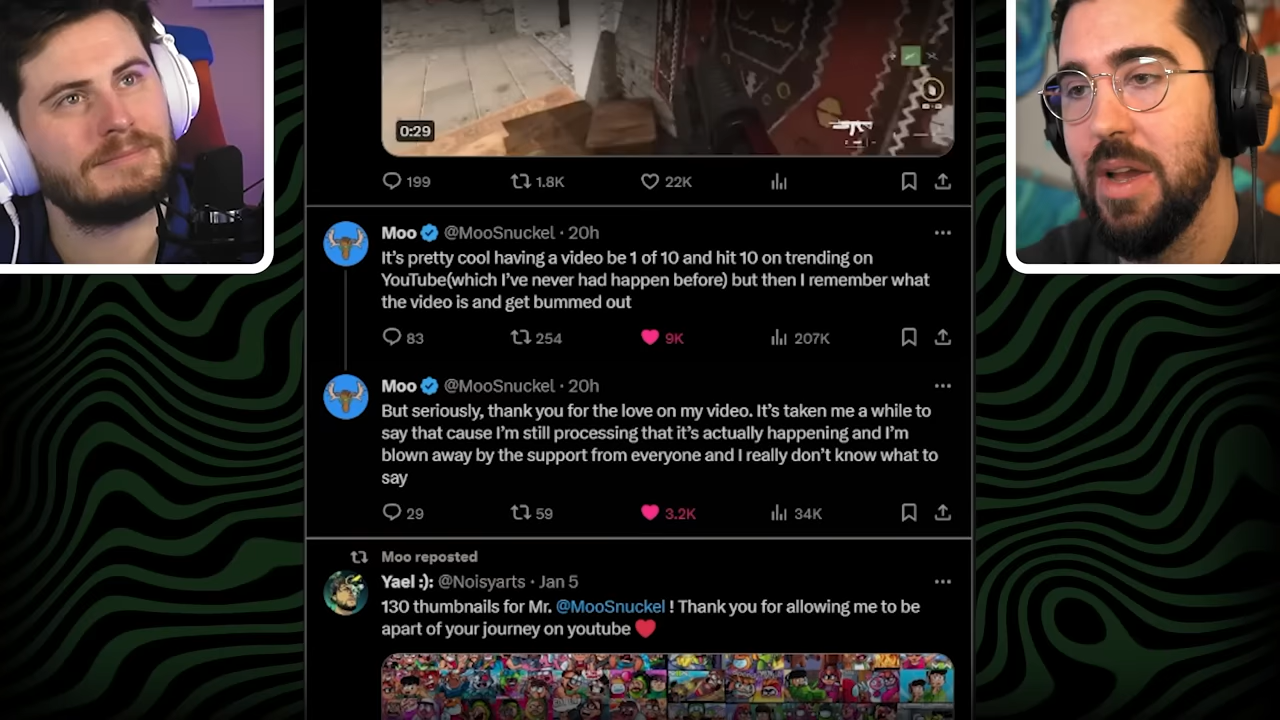 0:29
199 1.8K 22K
Moo @MooSnuckel · 20h
It's pretty cool having a video be 1 of 10 and hit 10 on trending on
YouTube(which I've never had happen before) but then I remember what
the video is and get bummed out
83 254 9K 207K
Moo @MooSnuckel · 20h
But seriously, thank you for the love on my video. It's taken me a while to
say that cause I'm still processing that it's actually happening and I'm
blown away by the support from everyone and I really don't know what to
say
29 59 3.2K 34K
Moo reposted
Yael :): @Noisyarts · Jan 5
130 thumbnails for Mr. @MooSnuckel ! Thank you for allowing me to be
apart of your journey on youtube